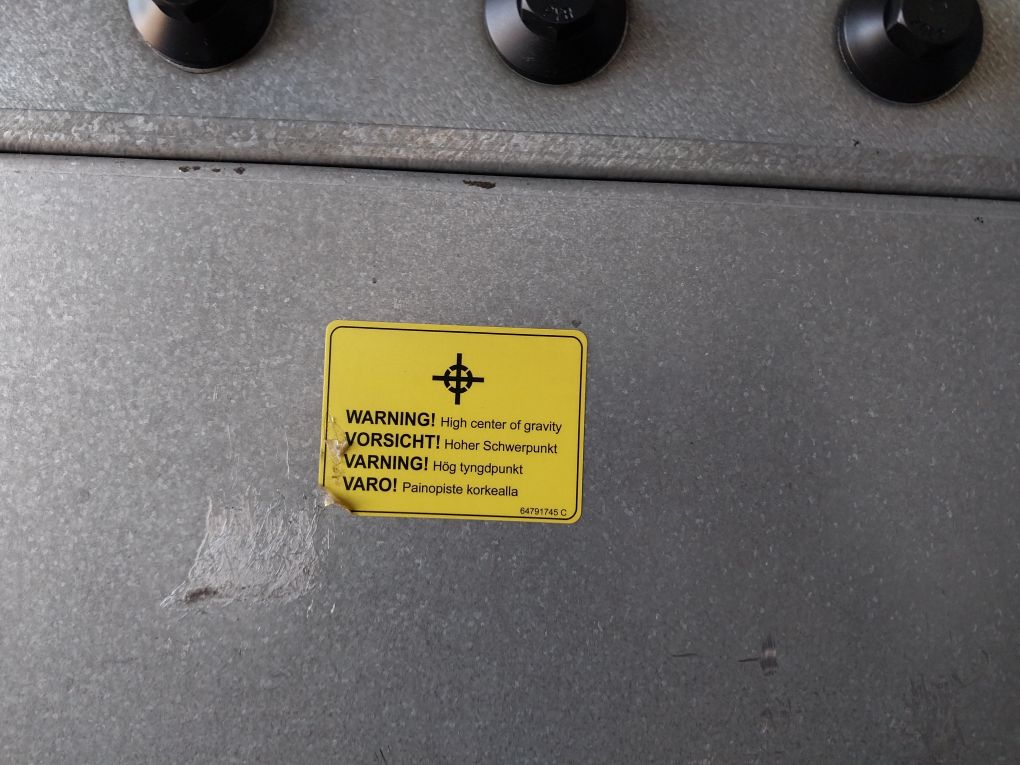 WARNING! High center of gravity
VORSICHT! Hoher Schwerpunkt
VARNING! Hög tyngdpunkt
VARO! Painopiste korkealla
64791745 C